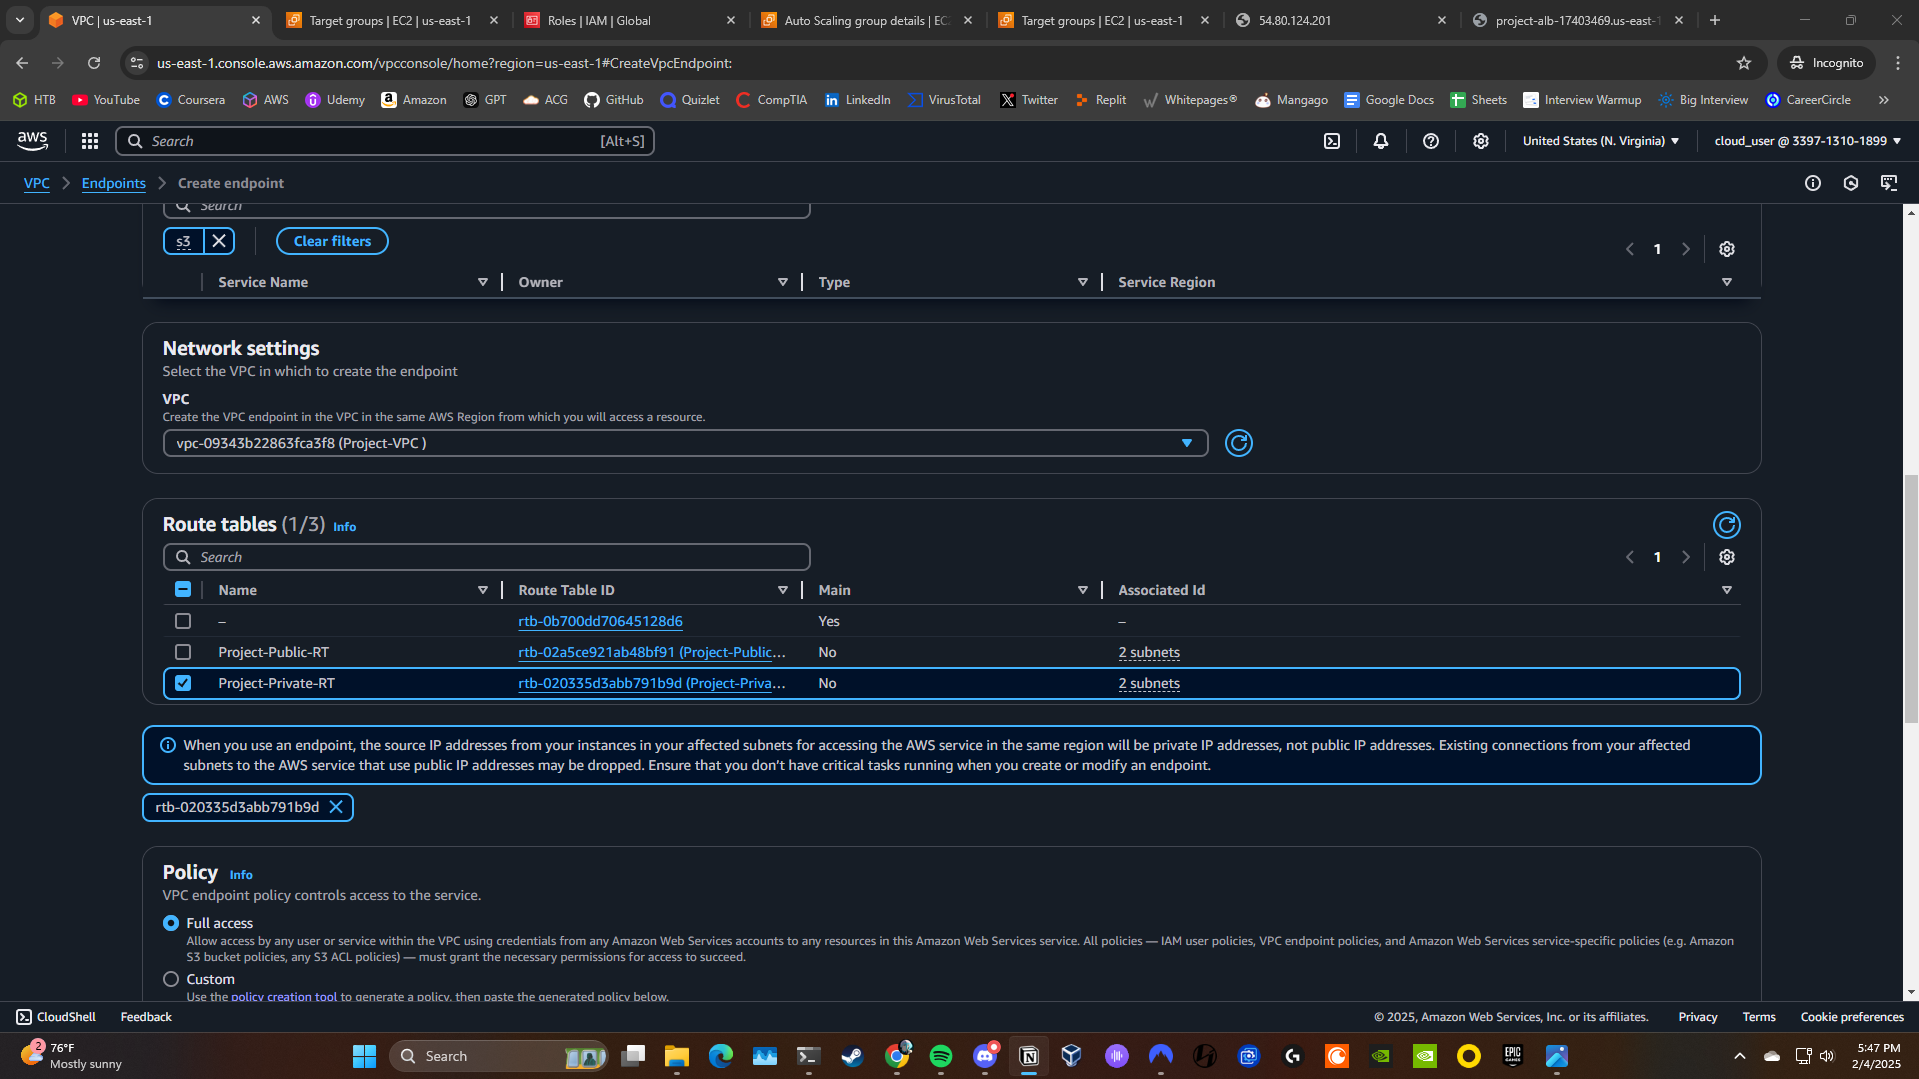 VPC | us-east-1
Target groups | EC2 | us-east-1
Roles | IAM | Global
Auto Scaling group details | EC
Target groups | EC2 | us-east-1
54.80.124.201
project-alb-17403469.us-east-1
us-east-1.console.aws.amazon.com/vpcconsole/home?region=us-east-1#CreateVpcEndpoint:
Incognito
HTB
YouTube
Coursera
AWS
Udemy
Amazon
GPT
ACG
GitHub
Quizlet
CompTIA
LinkedIn
VirusTotal
Twitter
Replit
Whitepages®
Mangago
Google Docs
Sheets
Interview Warmup
Big Interview
CareerCircle
aws
Search
[Alt+S]
United States (N. Virginia)
cloud_user @ 3397-1310-1899
VPC
Endpoints
Create endpoint
Search
s3
Clear filters
1
Service Name
Owner
Type
Service Region
Network settings
Select the VPC in which to create the endpoint
VPC
Create the VPC endpoint in the VPC in the same AWS Region from which you will access a resource.
vpc-09343b22863fca3f8 (Project-VPC )
Route tables (1/3) Info
Search
1
Name
Route Table ID
Main
Associated Id
–
rtb-0b700dd70645128d6
Yes
–
Project-Public-RT
rtb-02a5ce921ab48bf91 (Project-Public...
No
2 subnets
Project-Private-RT
rtb-020335d3abb791b9d (Project-Priva...
No
2 subnets
When you use an endpoint, the source IP addresses from your instances in your affected subnets for accessing the AWS service in the same region will be private IP addresses, not public IP addresses. Existing connections from your affected
subnets to the AWS service that use public IP addresses may be dropped. Ensure that you don't have critical tasks running when you create or modify an endpoint.
rtb-020335d3abb791b9d
Policy Info
VPC endpoint policy controls access to the service.
Full access
Allow access by any user or service within the VPC using credentials from any Amazon Web Services accounts to any resources in this Amazon Web Services service. All policies — IAM user policies, VPC endpoint policies, and Amazon Web Services service-specific policies (e.g. Amazon
S3 bucket policies, any S3 ACL policies) — must grant the necessary permissions for access to succeed.
Custom
Use the policy creation tool to generate a policy, then paste the generated policy below.
CloudShell
Feedback
© 2025, Amazon Web Services, Inc. or its affiliates.
Privacy
Terms
Cookie preferences
2
76°F
Mostly sunny
Search
EPIC
GAMES
5:47 PM
2/4/2025